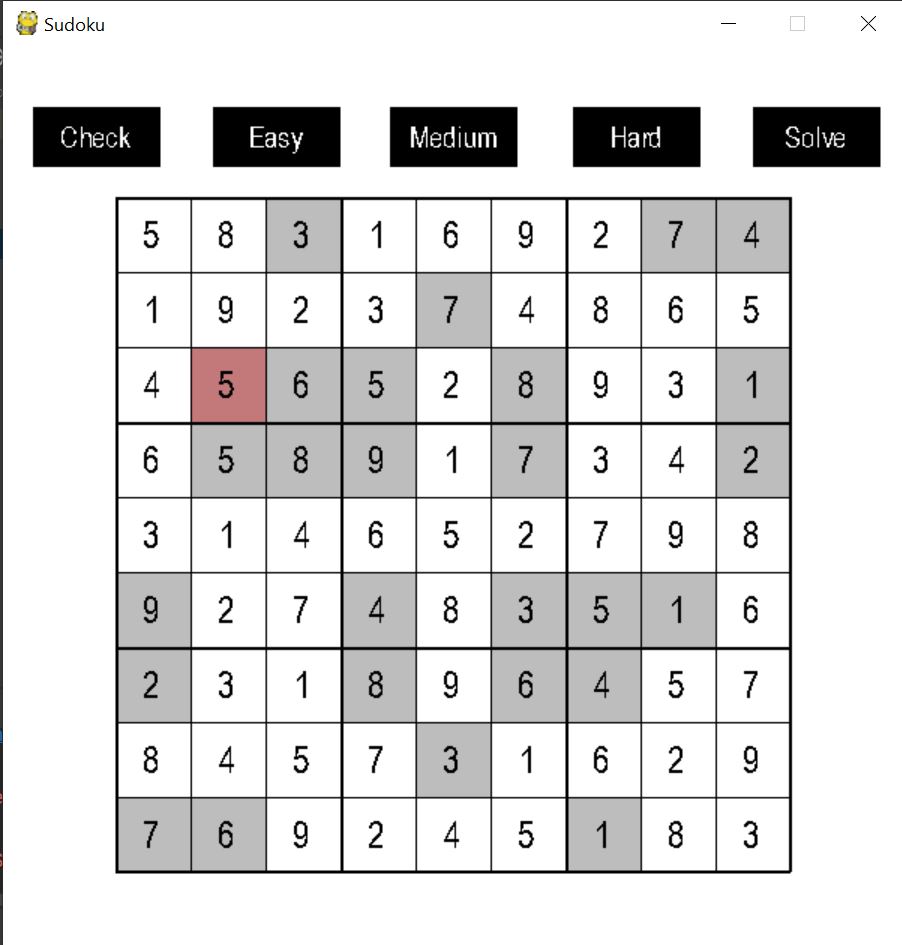 Sudoku
Check Easy Medium Hard Solve
5 8 3 1 6 9 2 7 4
1 9 2 3 7 4 8 6 5
4 5 6 5 2 8 9 3 1
6 5 8 9 1 7 3 4 2
3 1 4 6 5 2 7 9 8
9 2 7 4 8 3 5 1 6
2 3 1 8 9 6 4 5 7
8 4 5 7 3 1 6 2 9
7 6 9 2 4 5 1 8 3